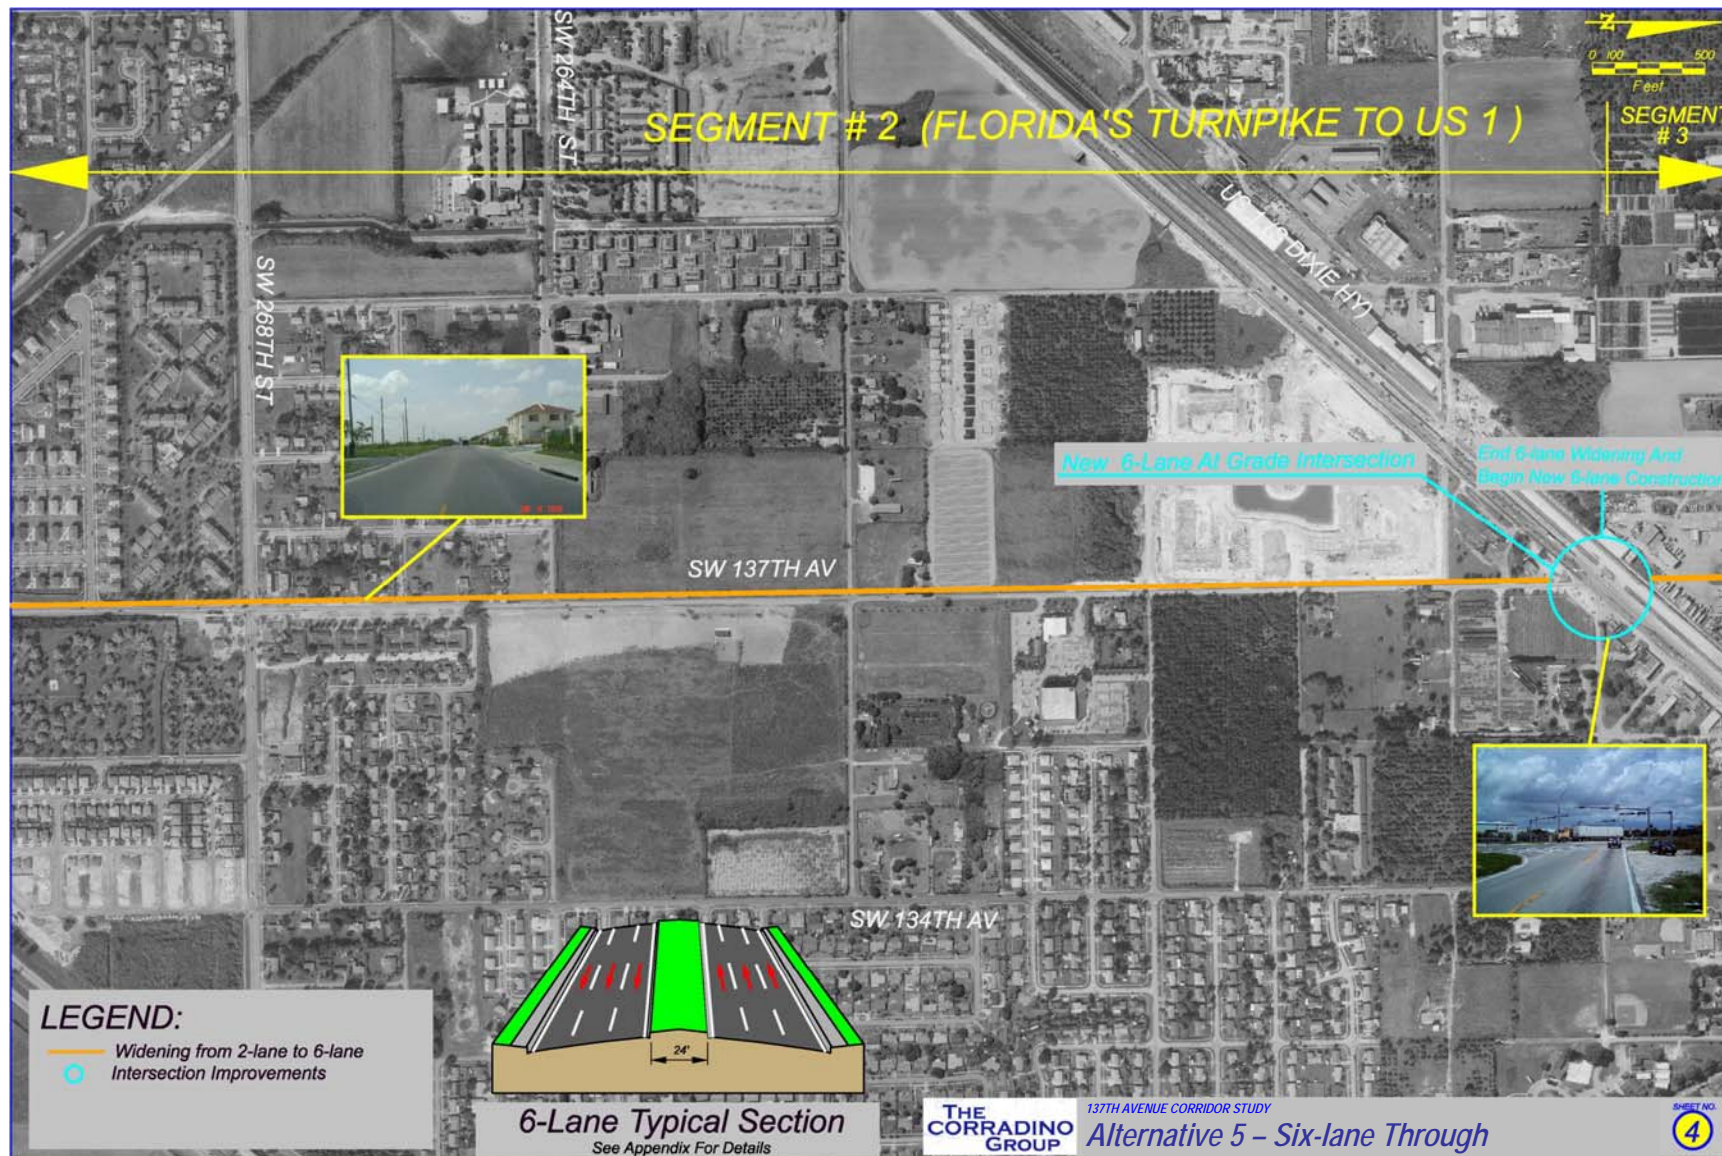 SW 264TH ST
Z
0 100 500
Feet
SEGMENT # 2 (FLORIDA'S TURNPIKE TO US 1 )
SEGMENT
# 3
US 1 (S DIXIE HY)
SW 268TH ST
New 6-Lane At Grade Intersection
End 6-lane Widening And
Begin New 6-lane Construction
SW 137TH AV
SW 134TH AV
LEGEND:
Widening from 2-lane to 6-lane
Intersection Improvements
24'
6-Lane Typical Section
See Appendix For Details
THE
CORRADINO
GROUP
137TH AVENUE CORRIDOR STUDY
Alternative 5 – Six-lane Through
SHEET NO.
4